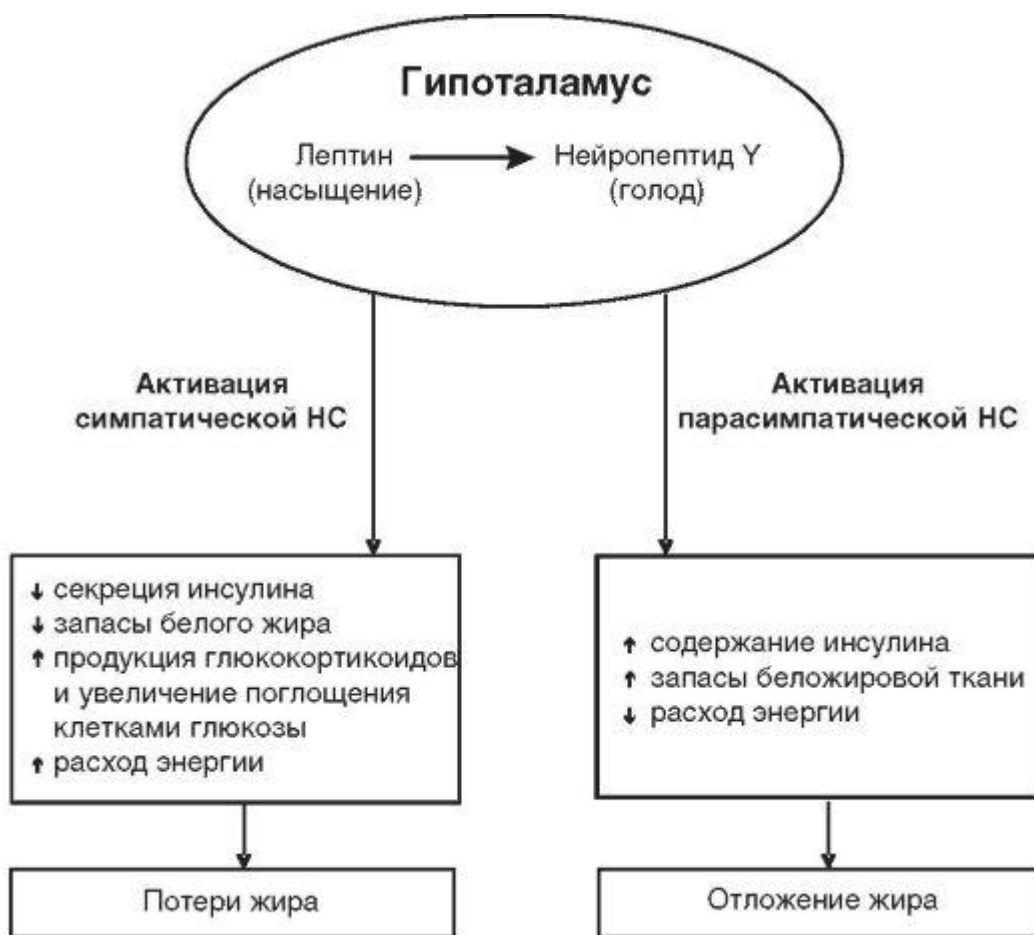 Гипоталамус
Лептин Нейропептид Y
(насыщение) (голод)
Активация
симпатической НС
Активация
парасимпатической НС
↓ секреция инсулина
↓ запасы белого жира
↑ продукция глюкокортикоидов
и увеличение поглощения
клетками глюкозы
↑ расход энергии
↑ содержание инсулина
↑ запасы беложировой ткани
↓ расход энергии
Потери жира
Отложение жира